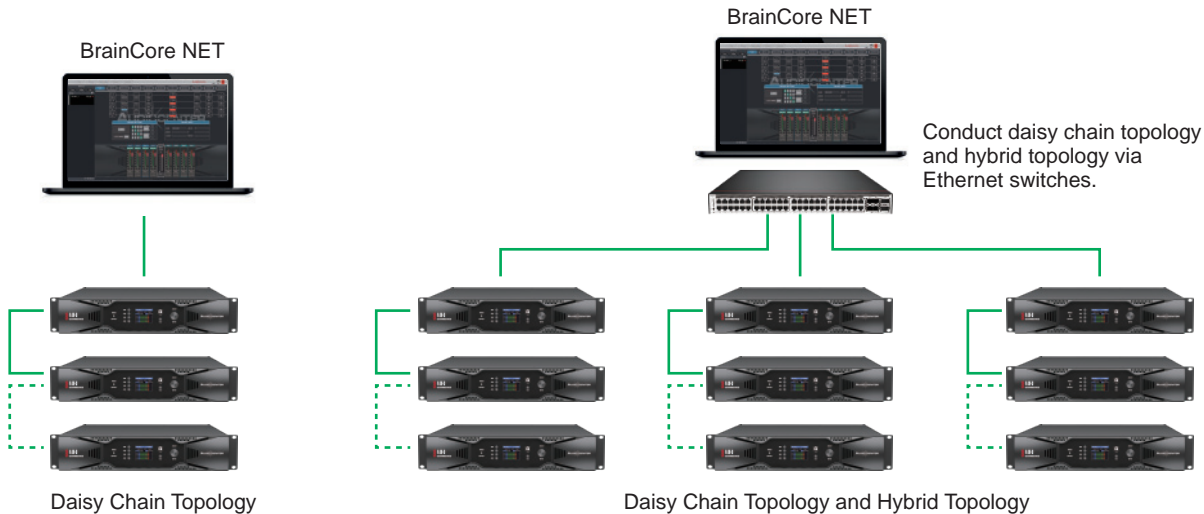 BrainCore NET
BrainCore NET
Conduct daisy chain topology
and hybrid topology via
Ethernet switches.
Daisy Chain Topology
Daisy Chain Topology and Hybrid Topology